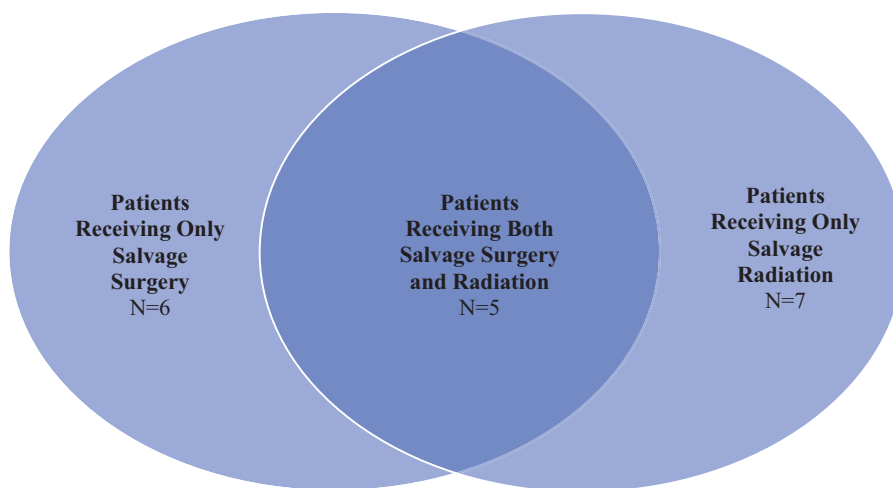 Patients
Receiving Only
Salvage
Surgery
N=6
Patients
Receiving Both
Salvage Surgery
and Radiation
N=5
Patients
Receiving Only
Salvage
Radiation
N=7